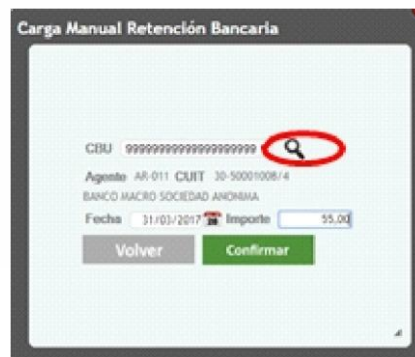 Carga Manual Retención Bancaria
CBU 9999999999999999999999
Agente AR-011 CUIT 30-50001008/4
BANCO MACRO SOCIEDAD ANONIMA
Fecha 31/03/2017 Importe 55,00
Volver Confirmar